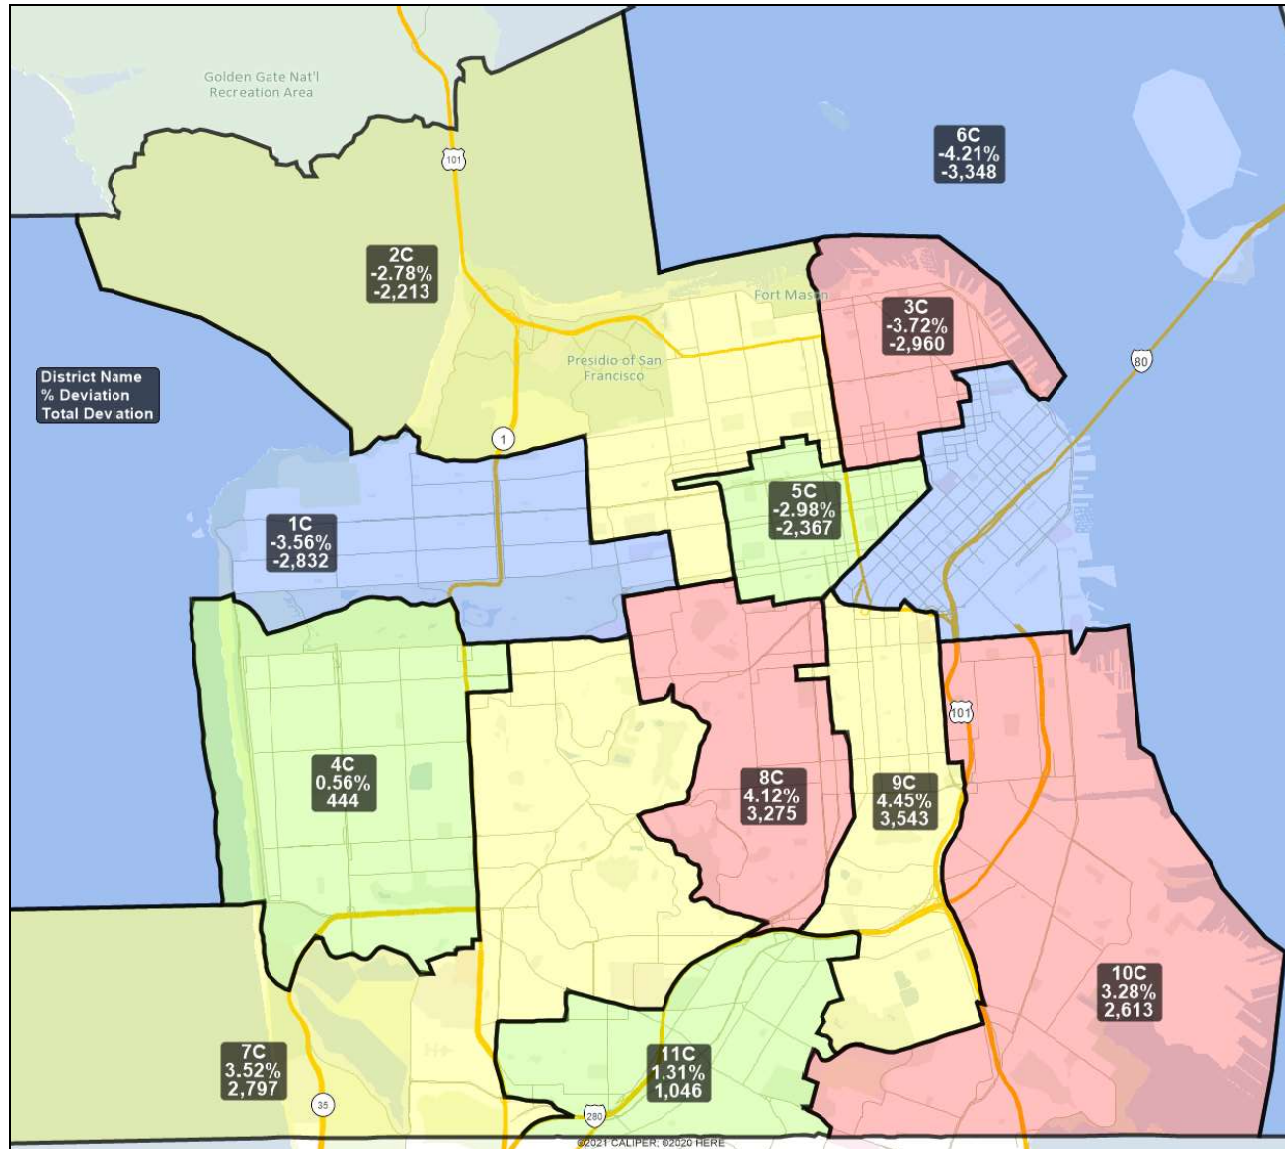 Golden Gate Nat'l
Recreation Area
101
6C
-4.21%
-3,348
2C
-2.78%
-2,213
Fort Mason
3C
-3.72%
-2,960
Presidio of San
Francisco
80
District Name
% Deviation
Total Deviation
1
5C
-2.98%
-2,367
1C
-3.56%
-2,832
101
4C
0.56%
444
8C
4.12%
3,275
9C
4.45%
3,543
10C
3.28%
2,613
7C
3.52%
2,797
11C
1.31%
1,046
35
280
©2021 CALIPER; ©2020 HERE